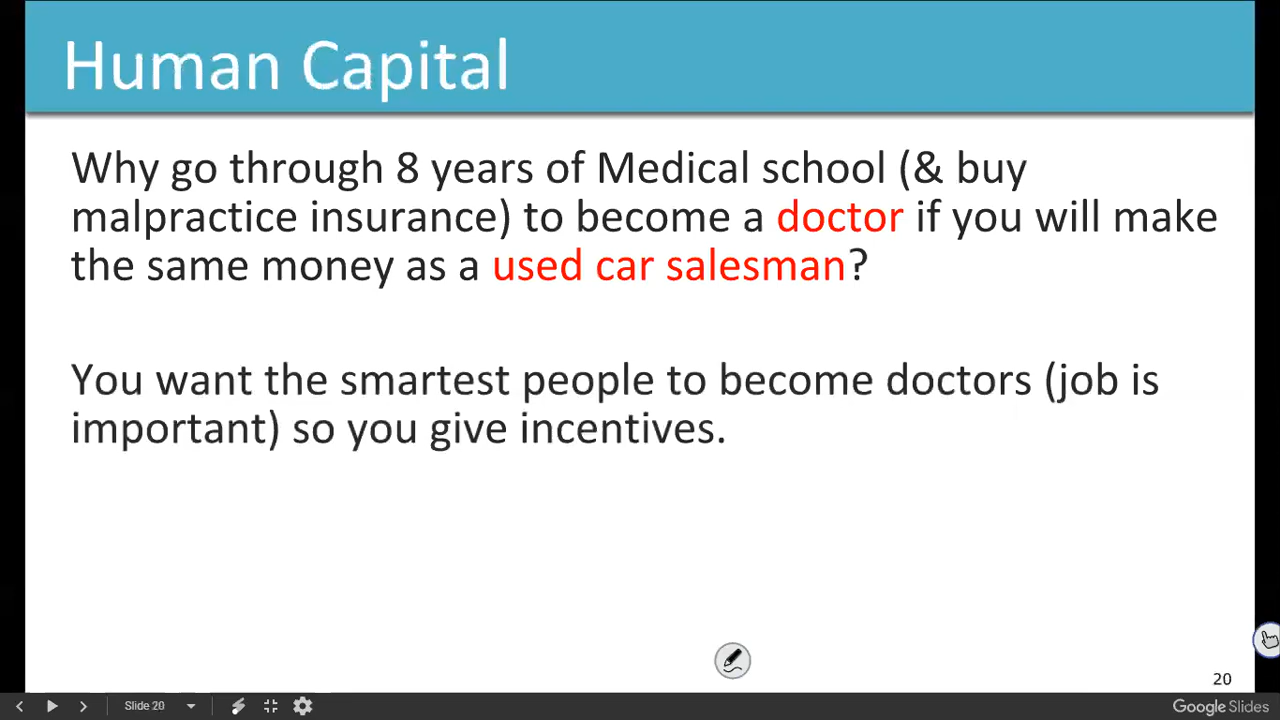 Human Capital
Why go through 8 years of Medical school (& buy
malpractice insurance) to become a doctor if you will make
the same money as a used car salesman?
You want the smartest people to become doctors (job is
important) so you give incentives.
20
Slide 20
Google Slides